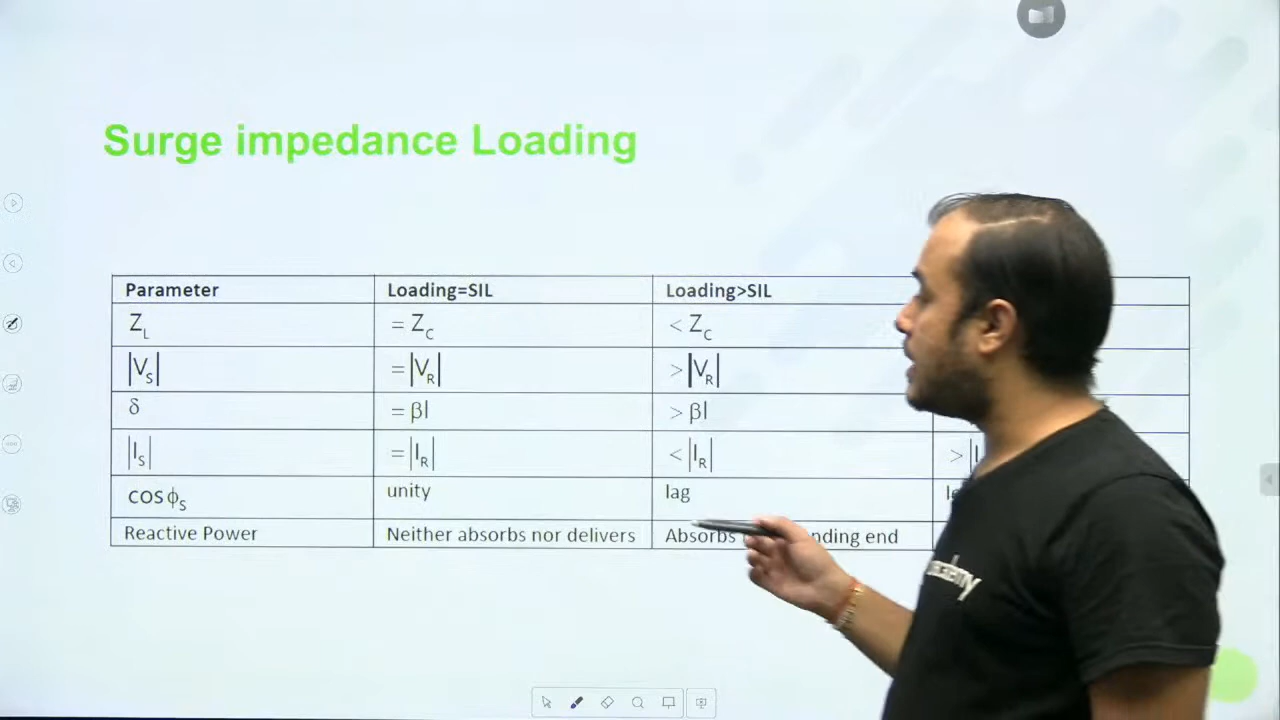 Surge impedance Loading
Parameter Loading=SIL Loading>SIL
Z_L = Z_C < Z_C
|V_S| =|V_R| >|V_R|
δ = βl > βl
|I_S| =|I_R| <|I_R| >
cos ϕ_S unity lag
Reactive Power Neither absorbs nor delivers Absorbs end